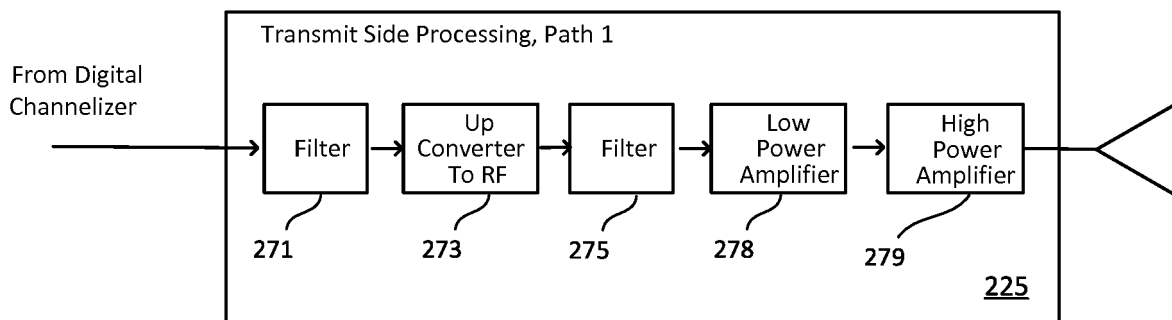 Transmit Side Processing, Path 1
From Digital
Channelizer
Filter
Up
Converter
To RF
Filter
Low
Power
Amplifier
High
Power
Amplifier
271
273
275
278
279
225